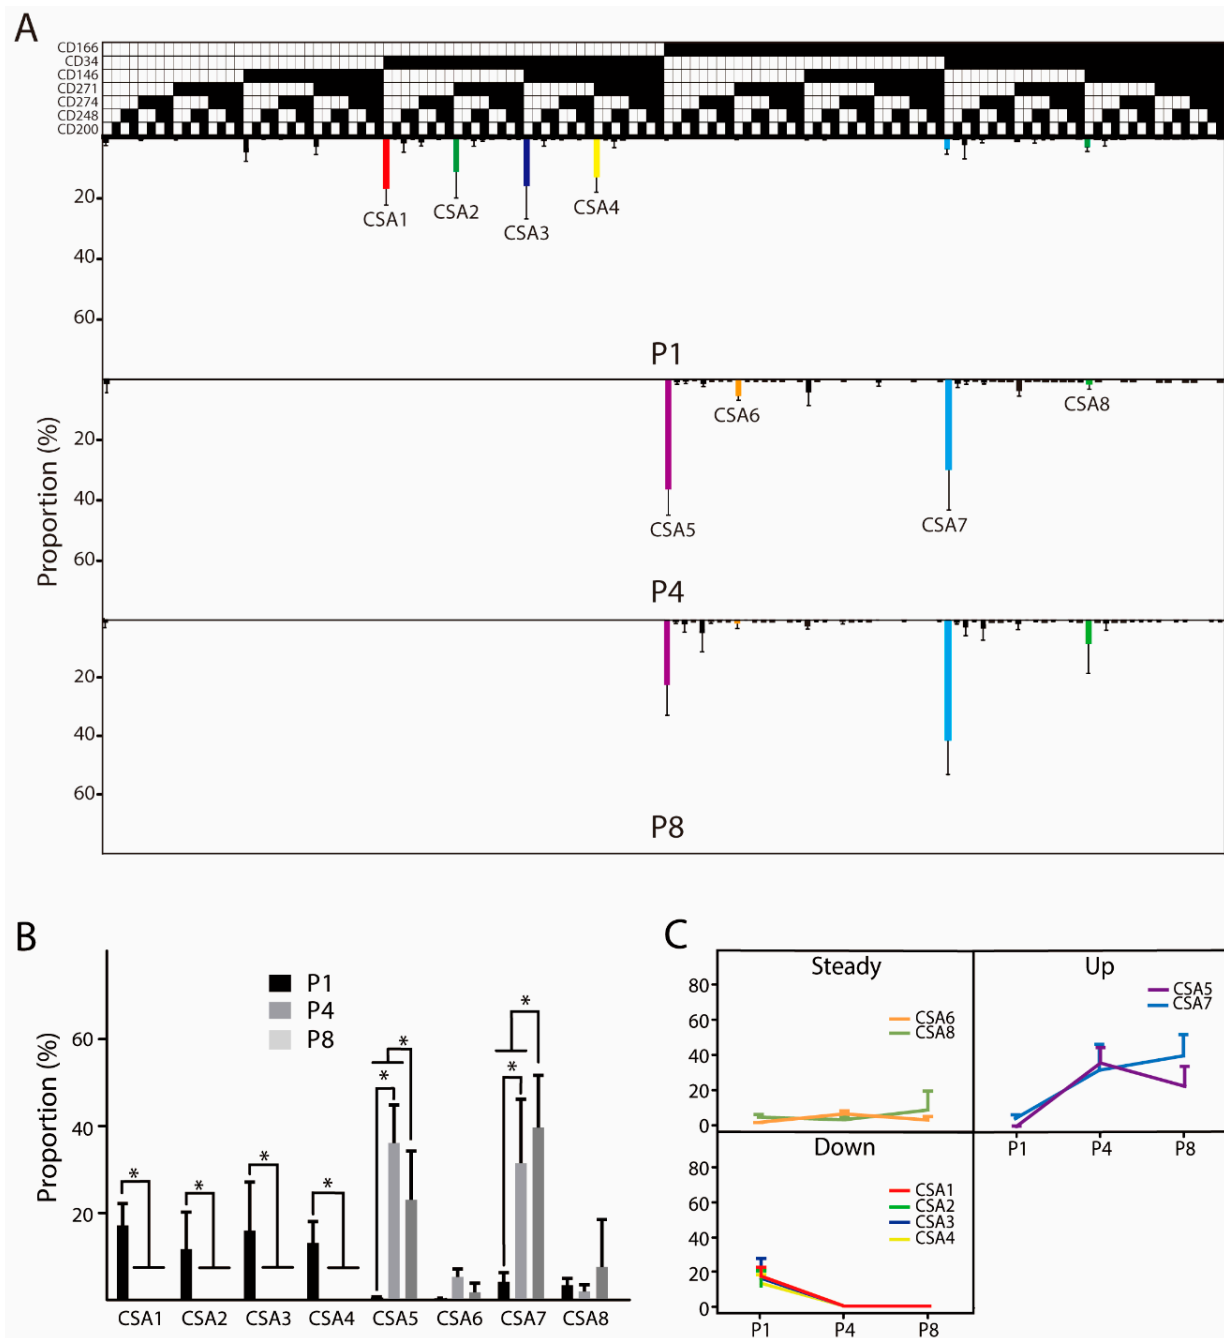 A
CD166
CD34
CD146
CD271
CD274
CD248
CD200
20
40
60
CSA1
CSA2
CSA3
CSA4
P1
Proportion (%)
20
40
60
CSA5
CSA6
CSA7
CSA8
P4
20
40
60
P8
B
Proportion (%)
60
40
20
P1
P4
P8
*
*
*
*
*
*
*
*
CSA1 CSA2 CSA3 CSA4 CSA5 CSA6 CSA7 CSA8
C
Steady
80
60
40
20
0
CSA6
CSA8
Up
CSA5
CSA7
P1 P4 P8
Down
80
60
40
20
0
CSA1
CSA2
CSA3
CSA4
P1 P4 P8